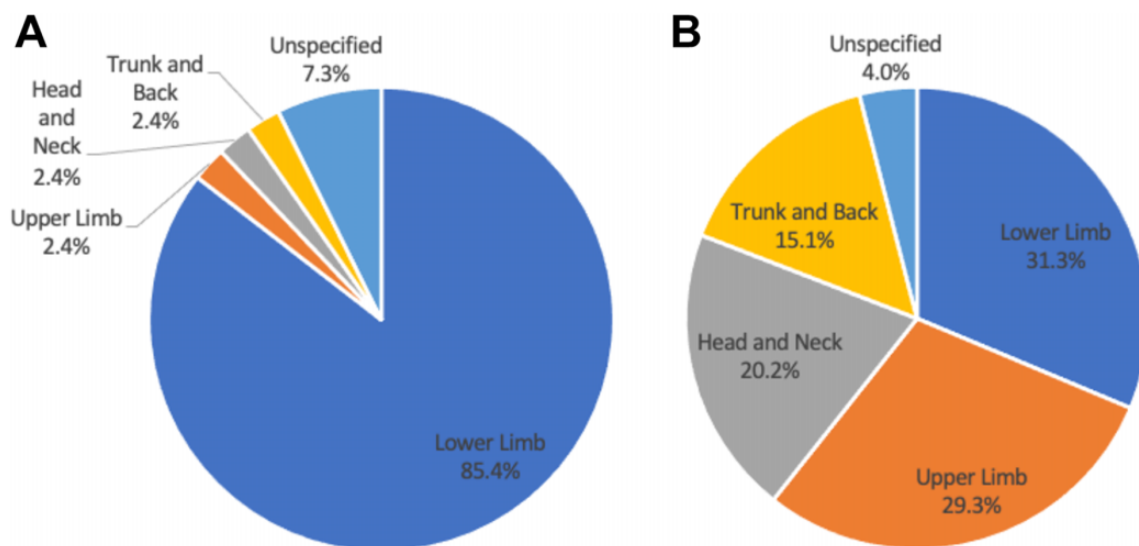 A
Unspecified
7.3%
Trunk and
Back
2.4%
Head
and
Neck
2.4%
Upper Limb
2.4%
Lower Limb
85.4%
B
Unspecified
4.0%
Trunk and Back
15.1%
Lower Limb
31.3%
Head and Neck
20.2%
Upper Limb
29.3%